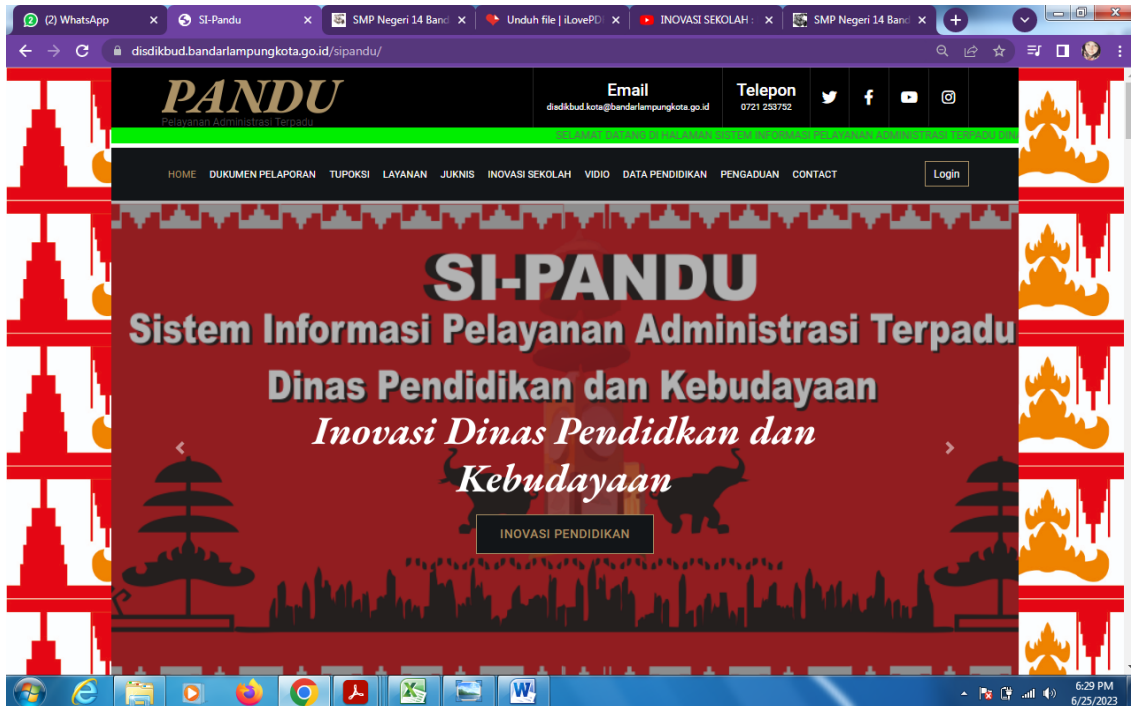 (2) WhatsApp
SI-Pandu
SMP Negeri 14 Band
Unduh file | iLovePD
INOVASI SEKOLAH :
SMP Negeri 14 Band
disdikbud.bandarlampungkota.go.id/sipandu/
PANDU
Pelayanan Administrasi Terpadu
Email
disdikbud.kota@bandarlampungkota.go.id
Telepon
0721 253752
SELAMAT DATANG DI HALAMAN SISTEM INFORMASI PELAYANAN ADMINISTRASI TERPADU DIN
HOME DUKUMEN PELAPORAN TUPOKSI LAYANAN JUKNIS INOVASI SEKOLAH VIDIO DATA PENDIDIKAN PENGADUAN CONTACT Login
SI-PANDU
Sistem Informasi Pelayanan Administrasi Terpadu
Dinas Pendidikan dan Kebudayaan
Inovasi Dinas Pendidkan dan
Kebudayaan
INOVASI PENDIDIKAN
6:29 PM
6/25/2023